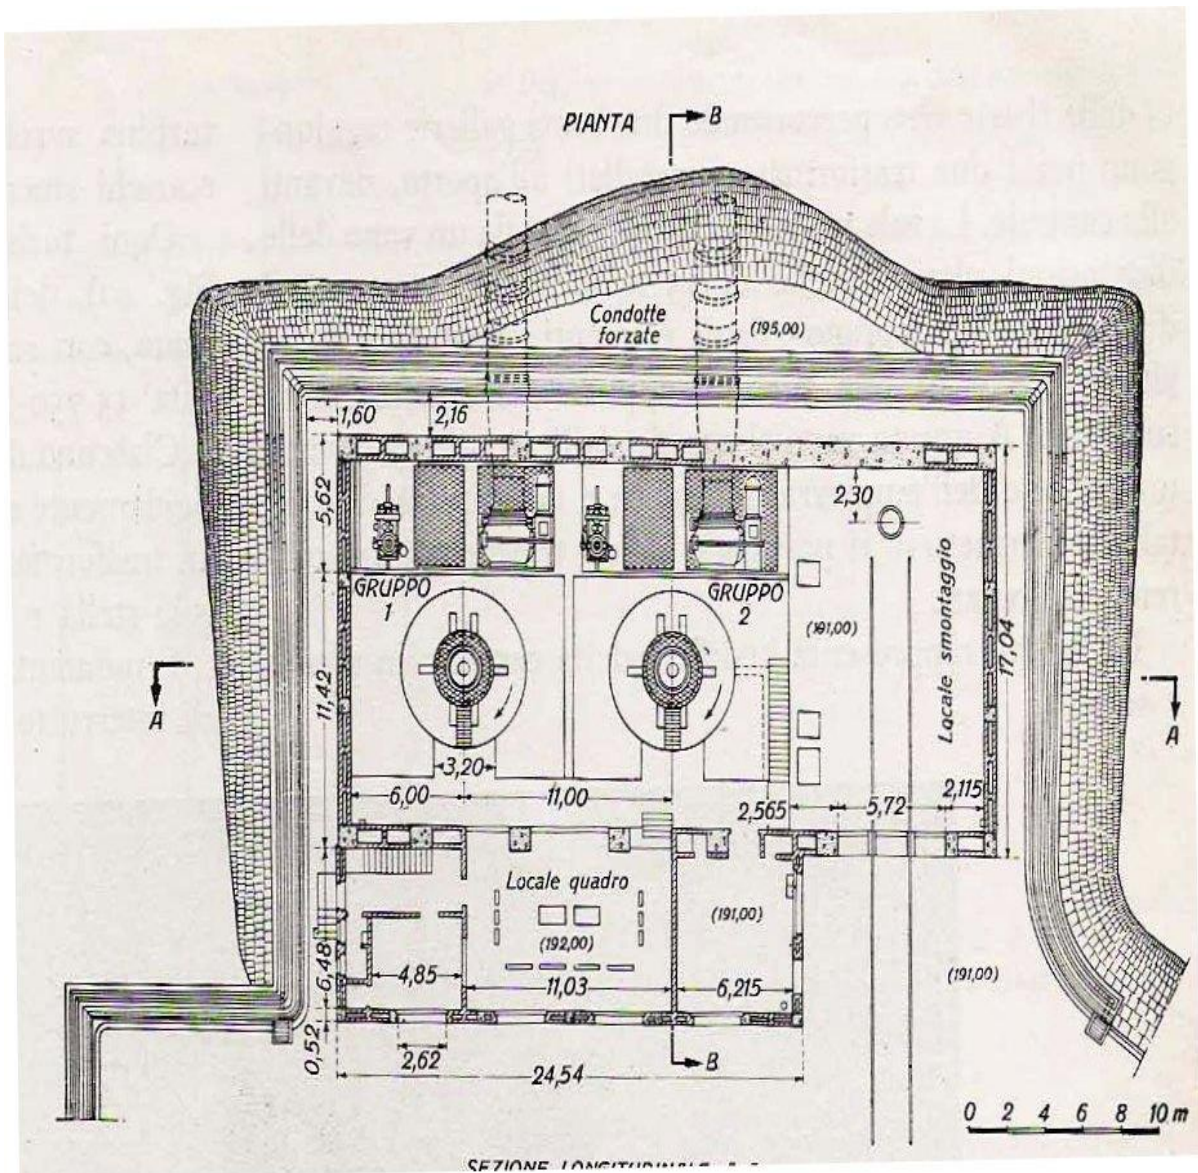 PIANTA
B
Condotte
forzate
(195,00)
1,60
2,16
5,62
2,30
GRUPPO
1
GRUPPO
2
(181,00)
Locale smontaggio
17,04
11,42
A
A
3,20
6,00
11,00
2,565
5,72
2,115
Locale quadro
(192,00)
(191,00)
(191,00)
6,48
4,85
11,03
6,215
0,52
2,62
B
24,54
0 2 4 6 8 10 m
SEZIONE LONGITUDINALE